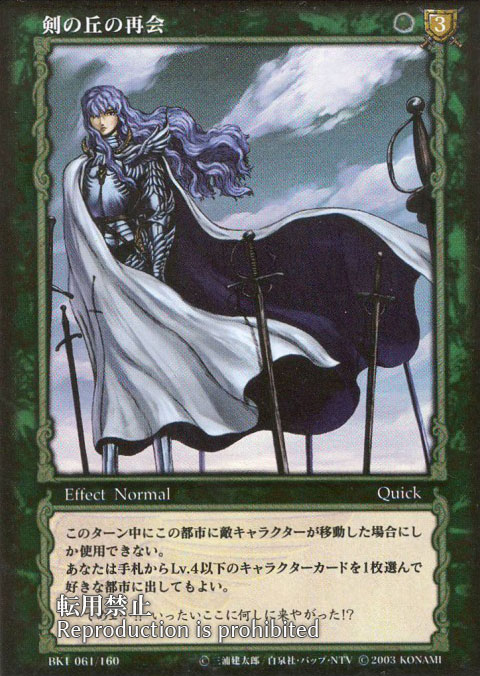 剣の丘の再会
3
Effect Normal Quick
このターン中にこの都市に敵キャラクターが移動した場合にし
か使用できない。
あなたは手札からLv.4以下のキャラクターカードを1枚選んで
好きな都市に出してもよい。
いったいここに何しに来やがった!?
転用禁止
Reproduction is prohibited
BK1 061/160 © 三浦建太郎/白泉社・バップ・NTV © 2003 KONAMI